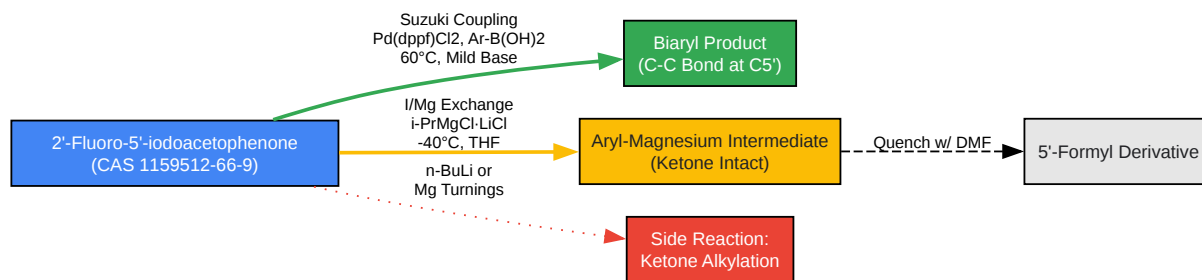 Suzuki Coupling
Pd(dppf)Cl2, Ar-B(OH)2
60°C, Mild Base
Biaryl Product
(C-C Bond at C5')
2'-Fluoro-5'-iodoacetophenone
(CAS 1159512-66-9)
I/Mg Exchange
i-PrMgCl·LiCl
-40°C, THF
Aryl-Magnesium Intermediate
(Ketone Intact)
Quench w/ DMF
5'-Formyl Derivative
n-BuLi or
Mg Turnings
Side Reaction:
Ketone Alkylation